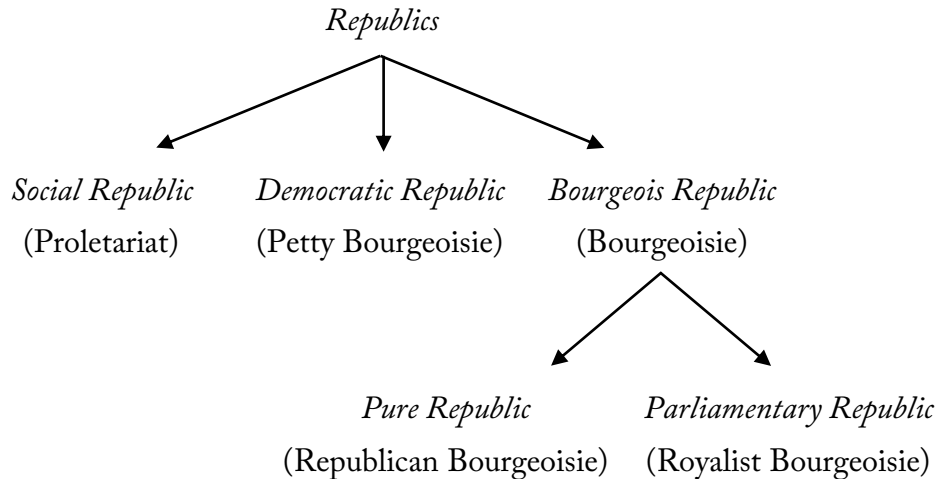 Republics
Social Republic Democratic Republic Bourgeois Republic
(Proletariat) (Petty Bourgeoisie) (Bourgeoisie)
Pure Republic Parliamentary Republic
(Republican Bourgeoisie) (Royalist Bourgeoisie)